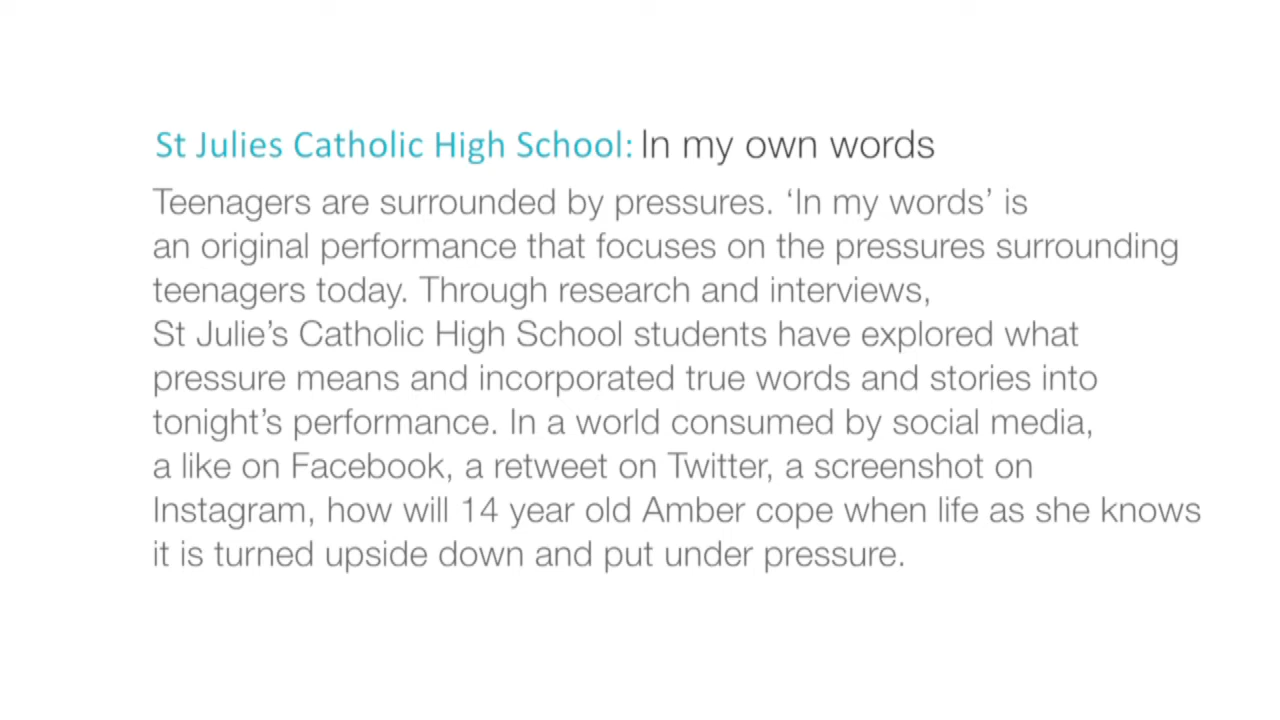 St Julies Catholic High School: In my own words
Teenagers are surrounded by pressures. ‘In my words’ is
an original performance that focuses on the pressures surrounding
teenagers today. Through research and interviews,
St Julie’s Catholic High School students have explored what
pressure means and incorporated true words and stories into
tonight’s performance. In a world consumed by social media,
a like on Facebook, a retweet on Twitter, a screenshot on
Instagram, how will 14 year old Amber cope when life as she knows
it is turned upside down and put under pressure.